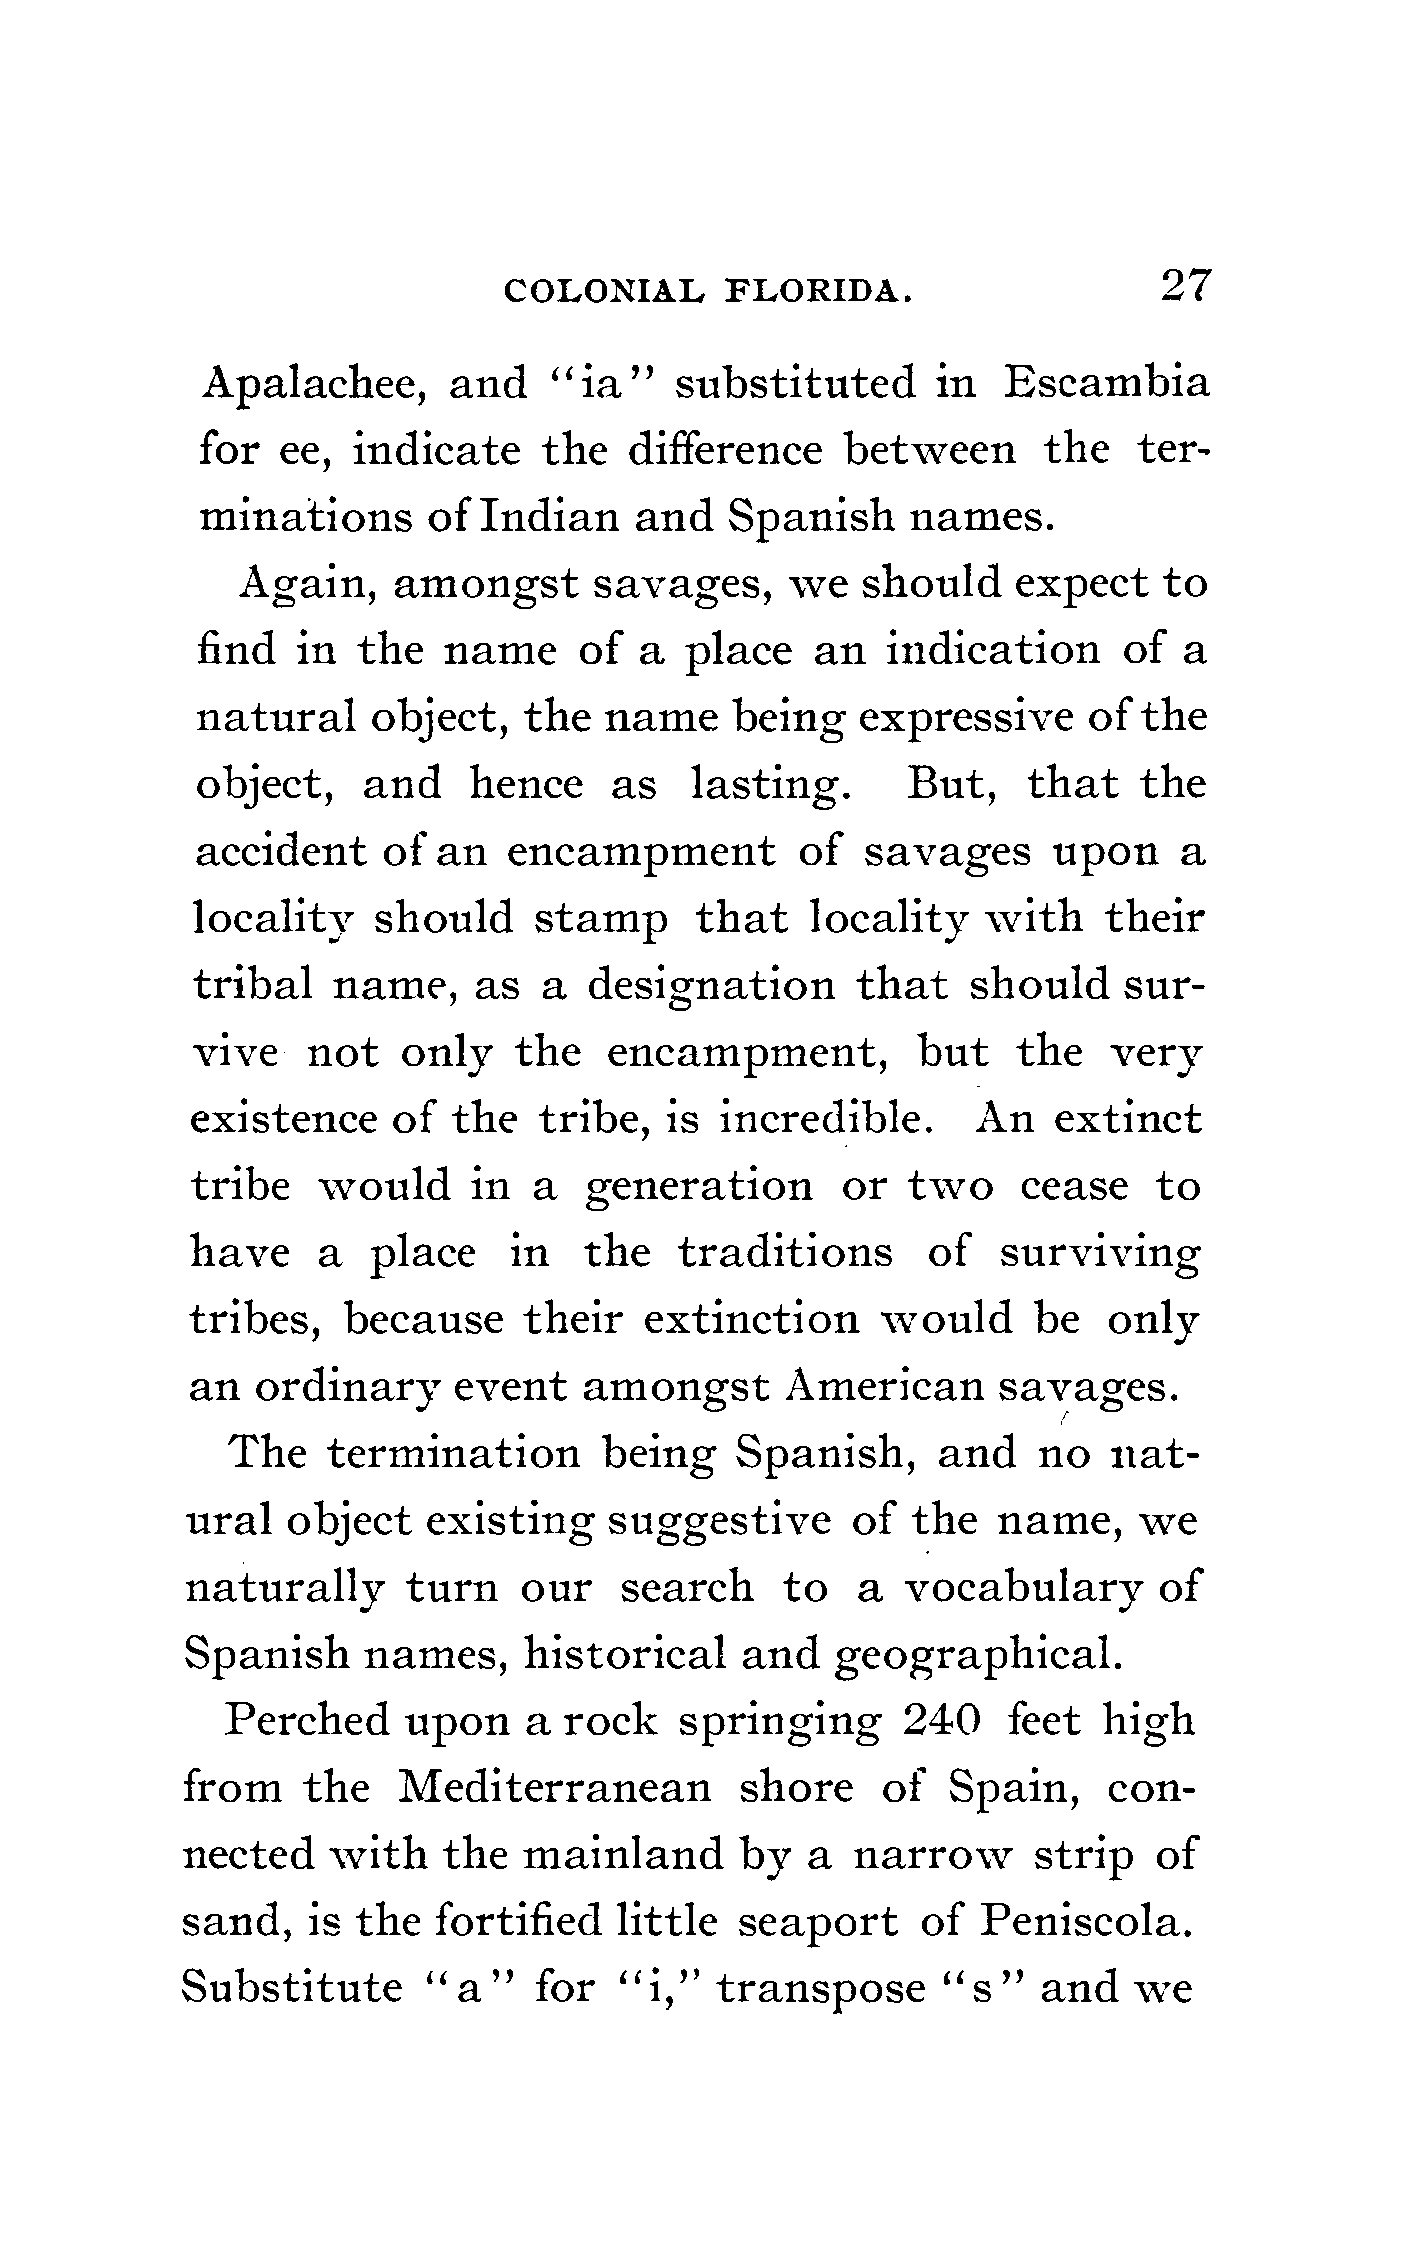 COLONIAL FLORIDA. 27
Apalachee, and "ia" substituted in Escambia
for ee, indicate the difference between the ter-
minations of Indian and Spanish names.
Again, amongst savages, we should expect to
find in the name of a place an indication of a
natural object, the name being expressive of the
object, and hence as lasting. But, that the
accident of an encampment of savages upon a
locality should stamp that locality with their
tribal name, as a designation that should sur-
vive not only the encampment, but the very
existence of the tribe, is incredible. An extinct
tribe would in a generation or two cease to
have a place in the traditions of surviving
tribes, because their extinction would be only
an ordinary event amongst American savages.
The termination being Spanish, and no nat-
ural object existing suggestive of the name, we
naturally turn our search to a vocabulary of
Spanish names, historical and geographical.
Perched upon a rock springing 240 feet high
from the Mediterranean shore of Spain, con-
nected with the mainland by a narrow strip of
sand, is the fortified little seaport of Peniscola.
Substitute "a" for "i," transpose "s" and we